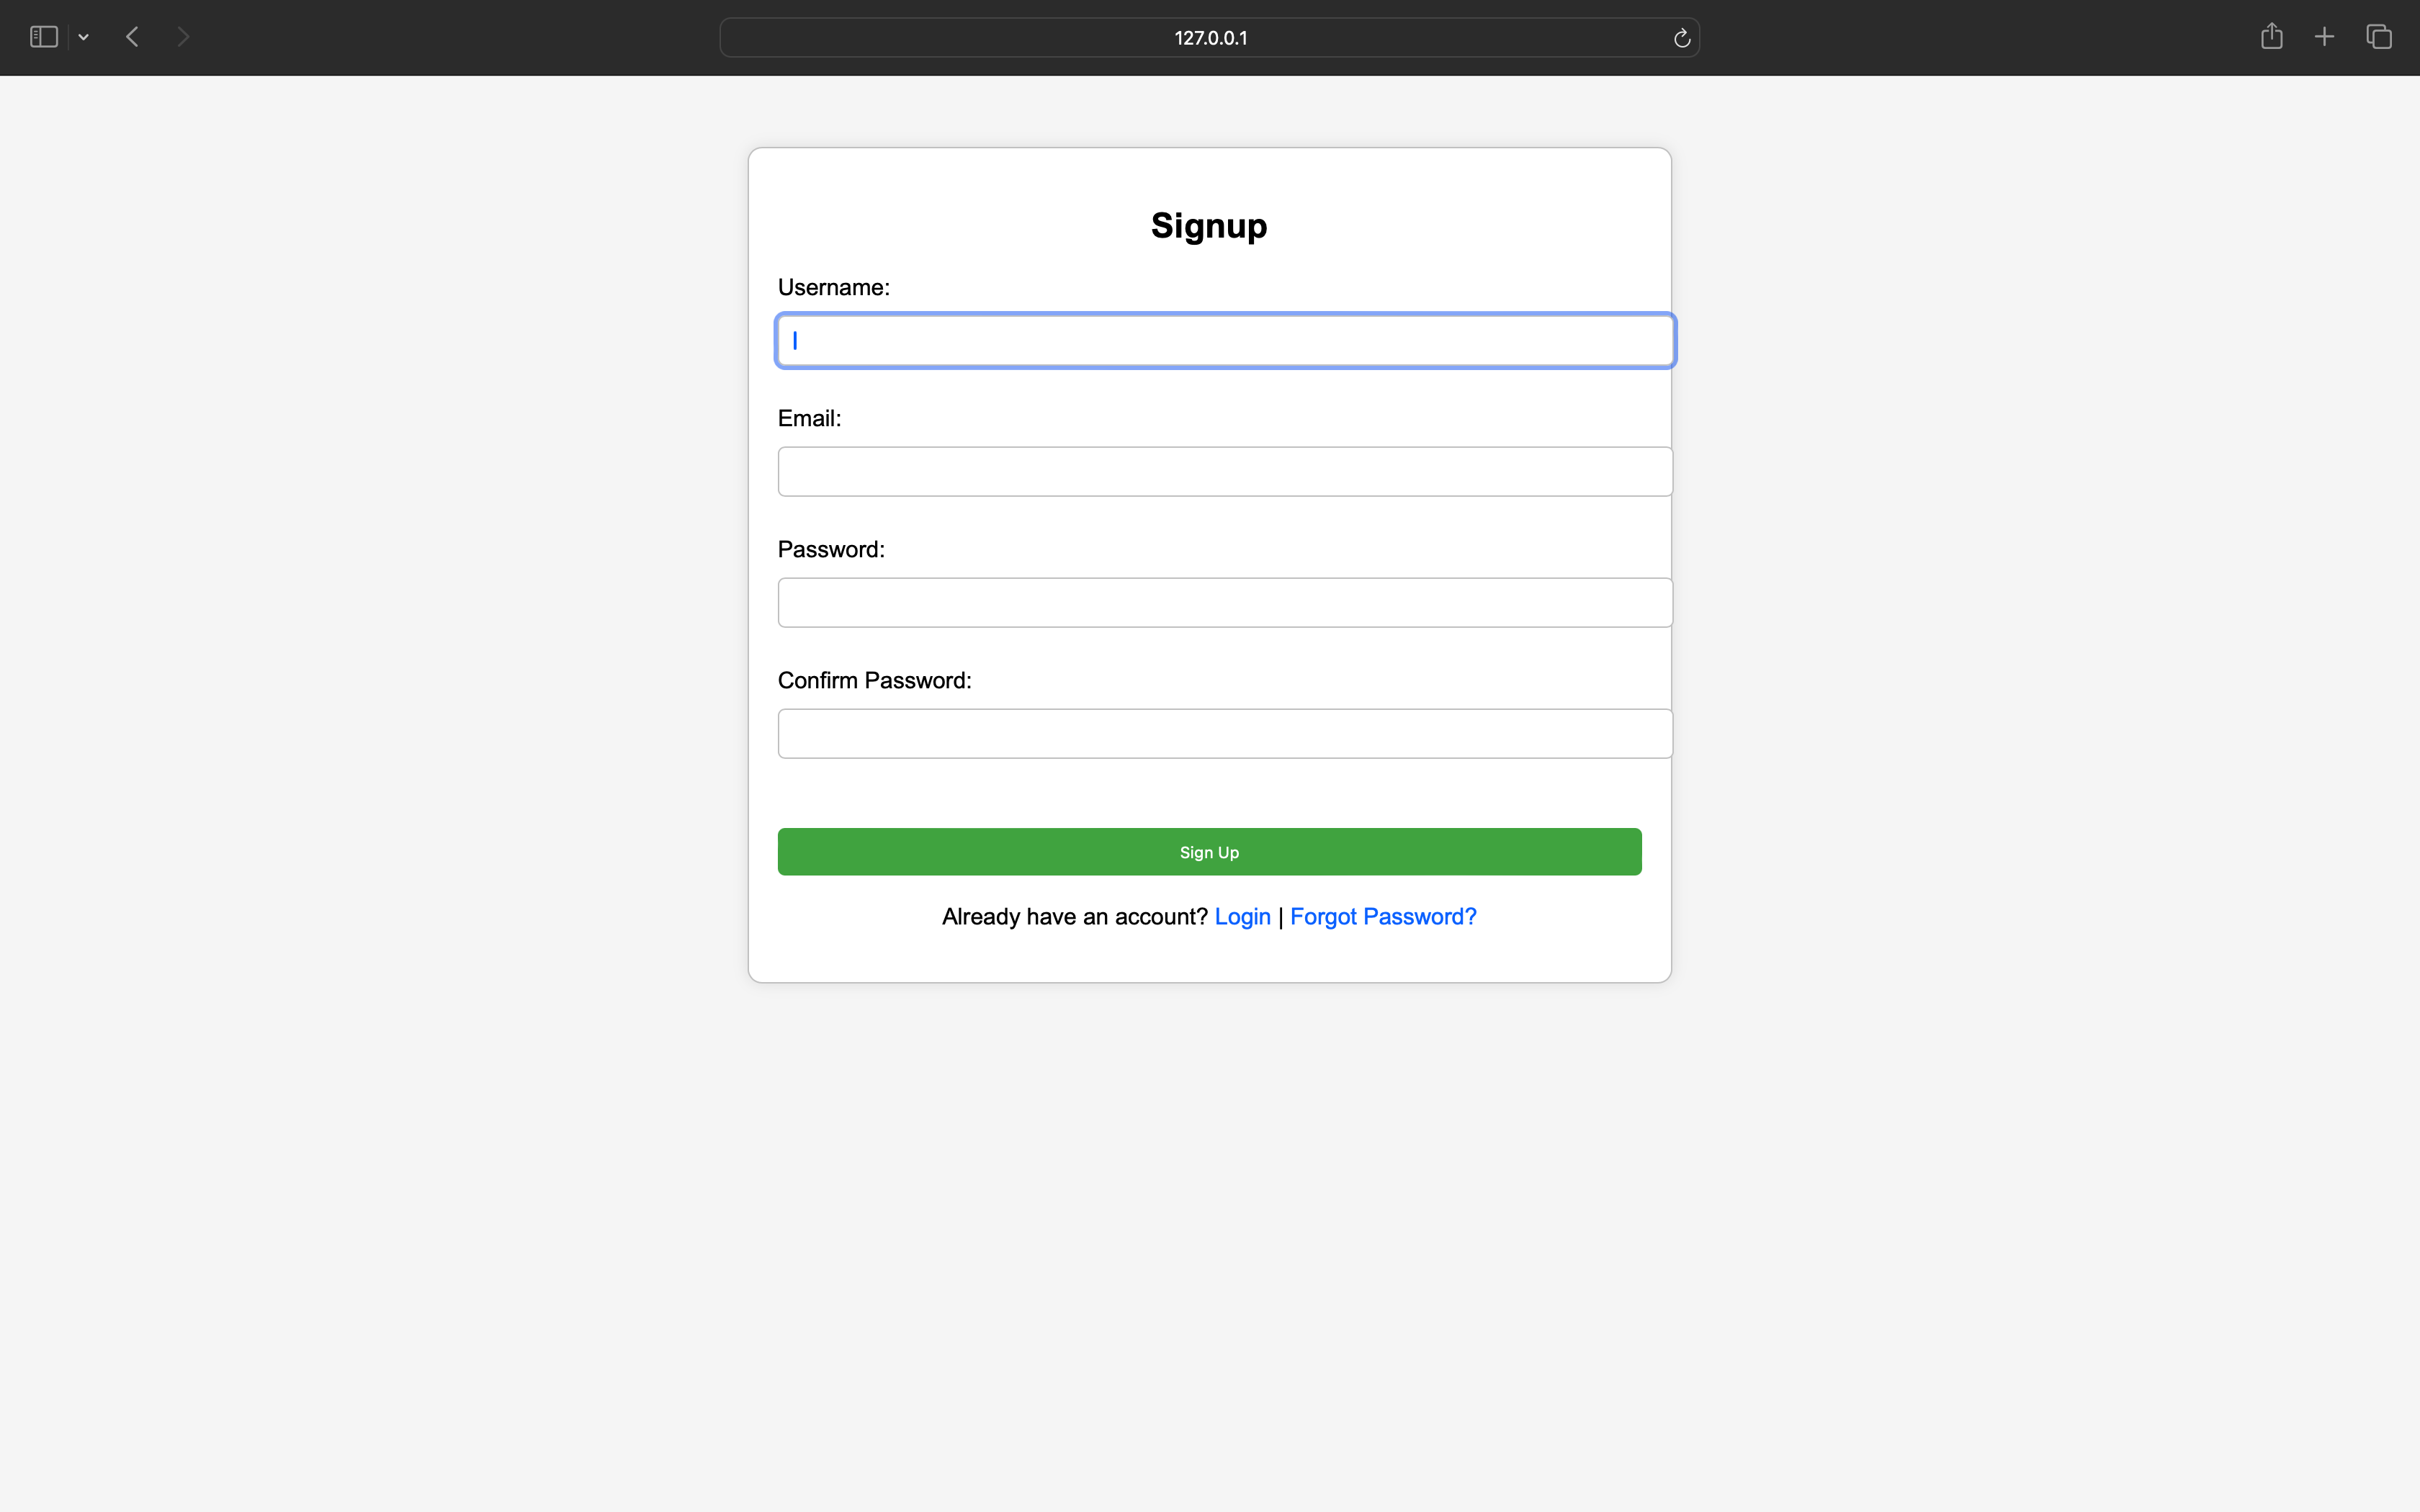 127.0.0.1
Signup
Username:
Email:
Password:
Confirm Password:
Sign Up
Already have an account? Login | Forgot Password?